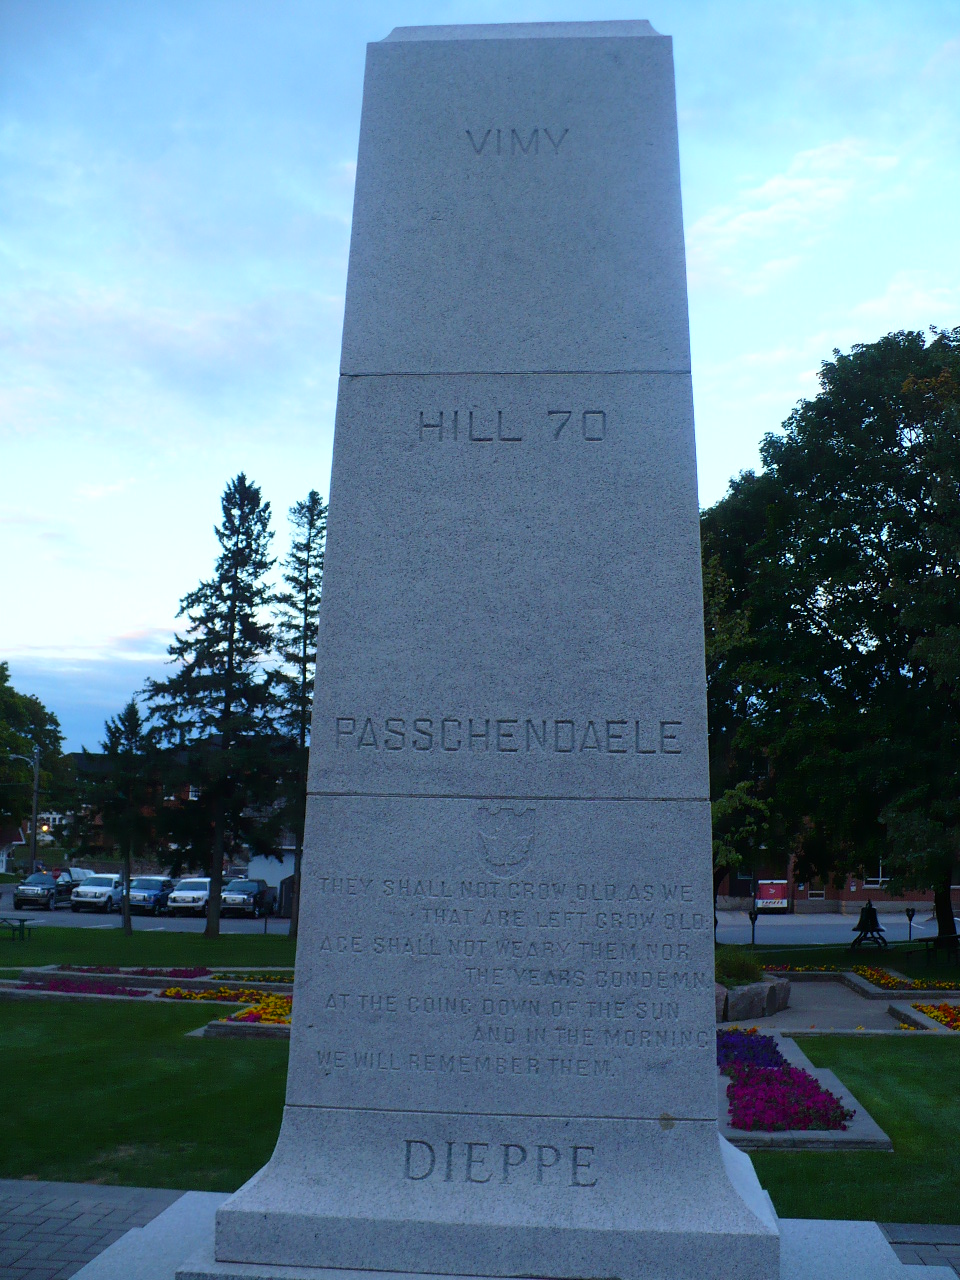 VIMY
HILL 70
PASSCHENDAELE
THEY SHALL NOT GROW OLD AS WE
THAT ARE LEFT GROW OLD:
AGE SHALL NOT WEARY THEM, NOR
THE YEARS CONDEMN
AT THE GOING DOWN OF THE SUN
AND IN THE MORNING
WE WILL REMEMBER THEM.
DIEPPE